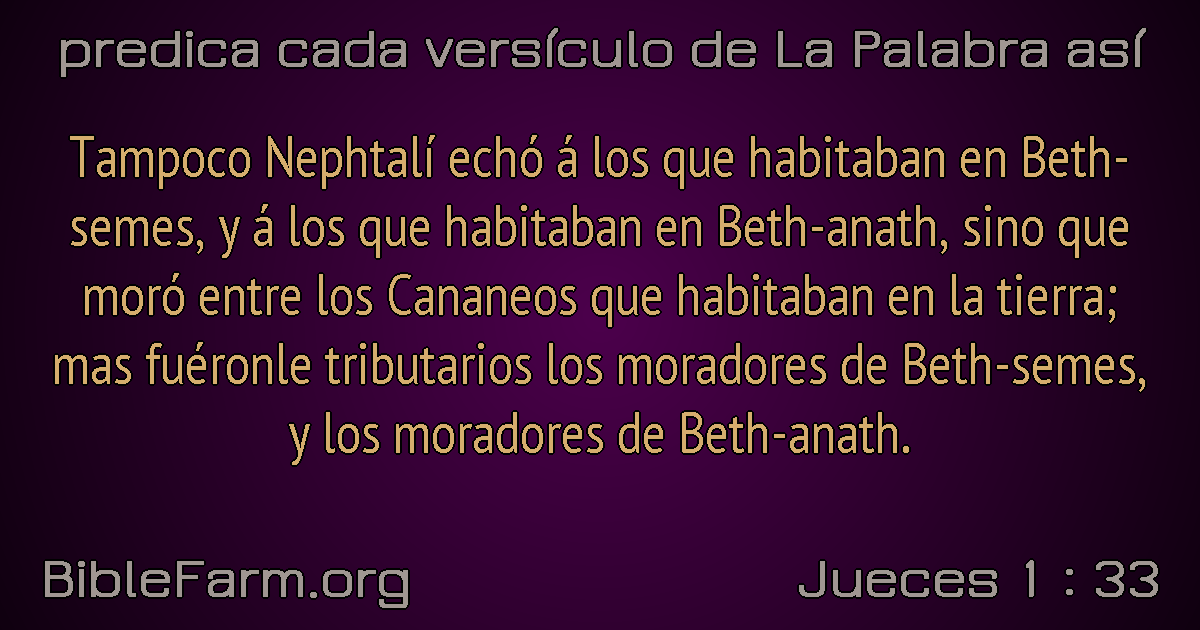 predica cada versículo de La Palabra así
Tampoco Nephtalí echó á los que habitaban en Beth-
semes, y á los que habitaban en Beth-anath, sino que
moró entre los Cananeos que habitaban en la tierra;
mas fuéronle tributarios los moradores de Beth-semes,
y los moradores de Beth-anath.
BibleFarm.org
Jueces 1 : 33